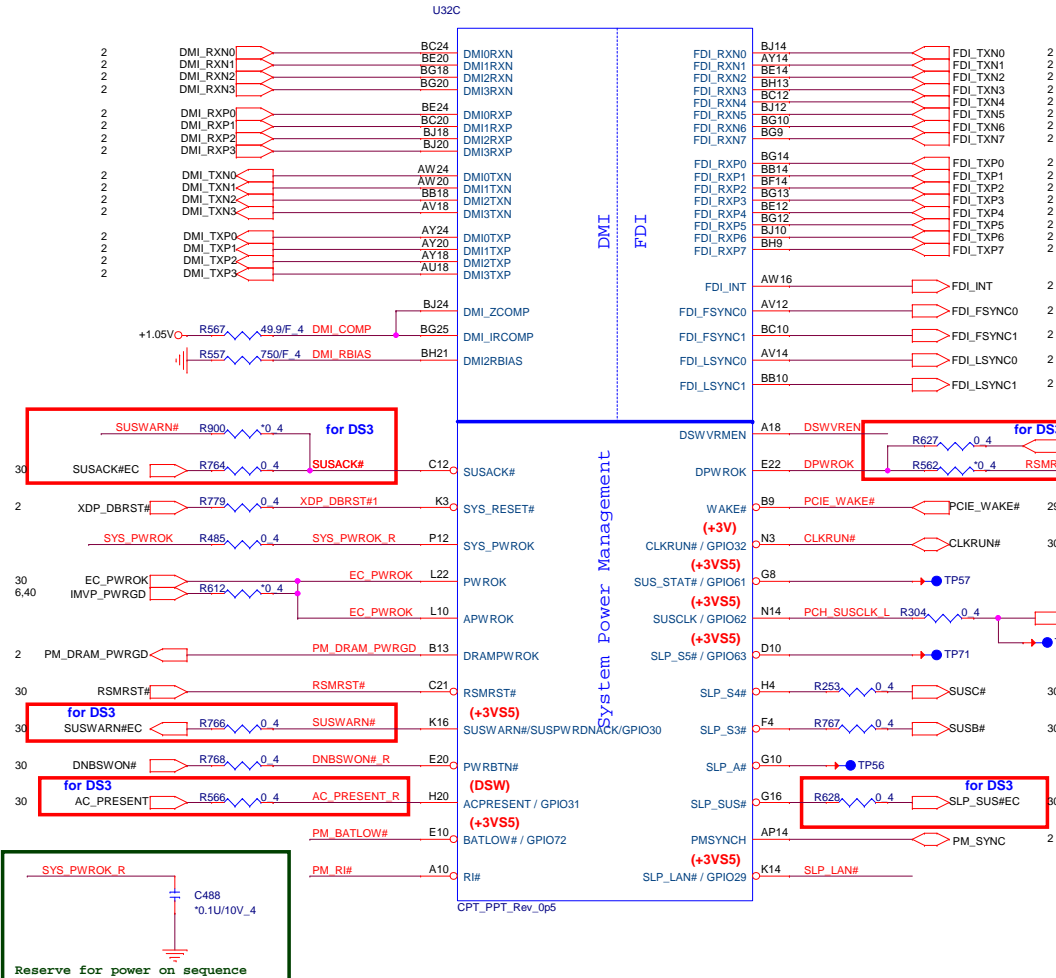 U32C
2 DMI_RXN0 BC24 DMI0RXN FDI_RXN0 BJ14 FDI_TXN0 2
2 DMI_RXN1 BE20 DMI1RXN FDI_RXN1 AY14 FDI_TXN1 2
2 DMI_RXN2 BG18 DMI2RXN FDI_RXN2 BE14 FDI_TXN2 2
2 DMI_RXN3 BG20 DMI3RXN FDI_RXN3 BH13 FDI_TXN3 2
FDI_RXN4 BC12 FDI_TXN4 2
2 DMI_RXP0 BE24 DMI0RXP FDI_RXN5 BJ12 FDI_TXN5 2
2 DMI_RXP1 BC20 DMI1RXP FDI_RXN6 BG10 FDI_TXN6 2
2 DMI_RXP2 BJ18 DMI2RXP FDI_RXN7 BG9 FDI_TXN7 2
2 DMI_RXP3 BJ20 DMI3RXP
FDI_RXP0 BG14 FDI_TXP0 2
2 DMI_TXN0 AW24 DMI0TXN FDI_RXP1 BB14 FDI_TXP1 2
2 DMI_TXN1 AW20 DMI1TXN FDI_RXP2 BF14 FDI_TXP2 2
2 DMI_TXN2 BB18 DMI2TXN FDI_RXP3 BG13 FDI_TXP3 2
2 DMI_TXN3 AV18 DMI3TXN FDI_RXP4 BE12 FDI_TXP4 2
FDI_RXP5 BG12 FDI_TXP5 2
2 DMI_TXP0 AY24 DMI0TXP FDI_RXP6 BJ10 FDI_TXP6 2
2 DMI_TXP1 AY20 DMI1TXP FDI_RXP7 BH9 FDI_TXP7 2
2 DMI_TXP2 AY18 DMI2TXP
2 DMI_TXP3 AU18 DMI3TXP
DMI
FDI
FDI_INT AW16 FDI_INT 2
BJ24 DMI_ZCOMP FDI_FSYNC0 AV12 FDI_FSYNC0 2
+1.05V R567 49.9/F_4 DMI_COMP BG25 DMI_IRCOMP FDI_FSYNC1 BC10 FDI_FSYNC1 2
R557 750/F_4 DMI_RBIAS BH21 DMI2RBIAS FDI_LSYNC0 AV14 FDI_LSYNC0 2
FDI_LSYNC1 BB10 FDI_LSYNC1 2
SUSWARN# R900 *0_4 for DS3 DSWVRMEN A18 DSWVREN for DS3
R627 0_4
30 SUSACK#EC R764 0_4 SUSACK# C12 SUSACK# DPWROK E22 DPWROK R562 *0_4
2 XDP_DBRST# R779 0_4 XDP_DBRST#1 K3 SYS_RESET# WAKE# B9 PCIE_WAKE# PCIE_WAKE# 29
(+3V)
SYS_PWROK R485 0_4 SYS_PWROK_R P12 SYS_PWROK CLKRUN# / GPIO32 N3 CLKRUN# CLKRUN# 30
(+3VS5)
30 EC_PWROK EC_PWROK L22 PWROK SUS_STAT# / GPIO61 G8 TP57
6,40 IMVP_PWRGD R612 *0_4
(+3VS5)
EC_PWROK L10 APWROK SUSCLK / GPIO62 N14 PCH_SUSCLK_L R304 0_4
System Power Management
(+3VS5)
2 PM_DRAM_PWRGD PM_DRAM_PWRGD B13 DRAMPWROK SLP_S5# / GPIO63 D10 TP71
30 RSMRST# RSMRST# C21 RSMRST# SLP_S4# H4 R253 0_4 SUSC# 30
for DS3 (+3VS5)
30 SUSWARN#EC R766 0_4 SUSWARN# K16 SUSWARN#/SUSPWRDNACK/GPIO30 SLP_S3# F4 R767 0_4 SUSB# 30
30 DNBSWON# R768 0_4 DNBSWON#_R E20 PWRBTN# SLP_A# G10 TP56
for DS3 (DSW) for DS3
30 AC_PRESENT R566 0_4 AC_PRESENT_R H20 ACPRESENT / GPIO31 SLP_SUS# G16 R628 0_4 SLP_SUS#EC 30
(+3VS5)
PM_BATLOW# E10 BATLOW# / GPIO72 PMSYNCH AP14 PM_SYNC 2
(+3VS5)
PM_RI# A10 RI# SLP_LAN# / GPIO29 K14 SLP_LAN#
CPT_PPT_Rev_0p5
SYS_PWROK_R
C488
*0.1U/10V_4
Reserve for power on sequence